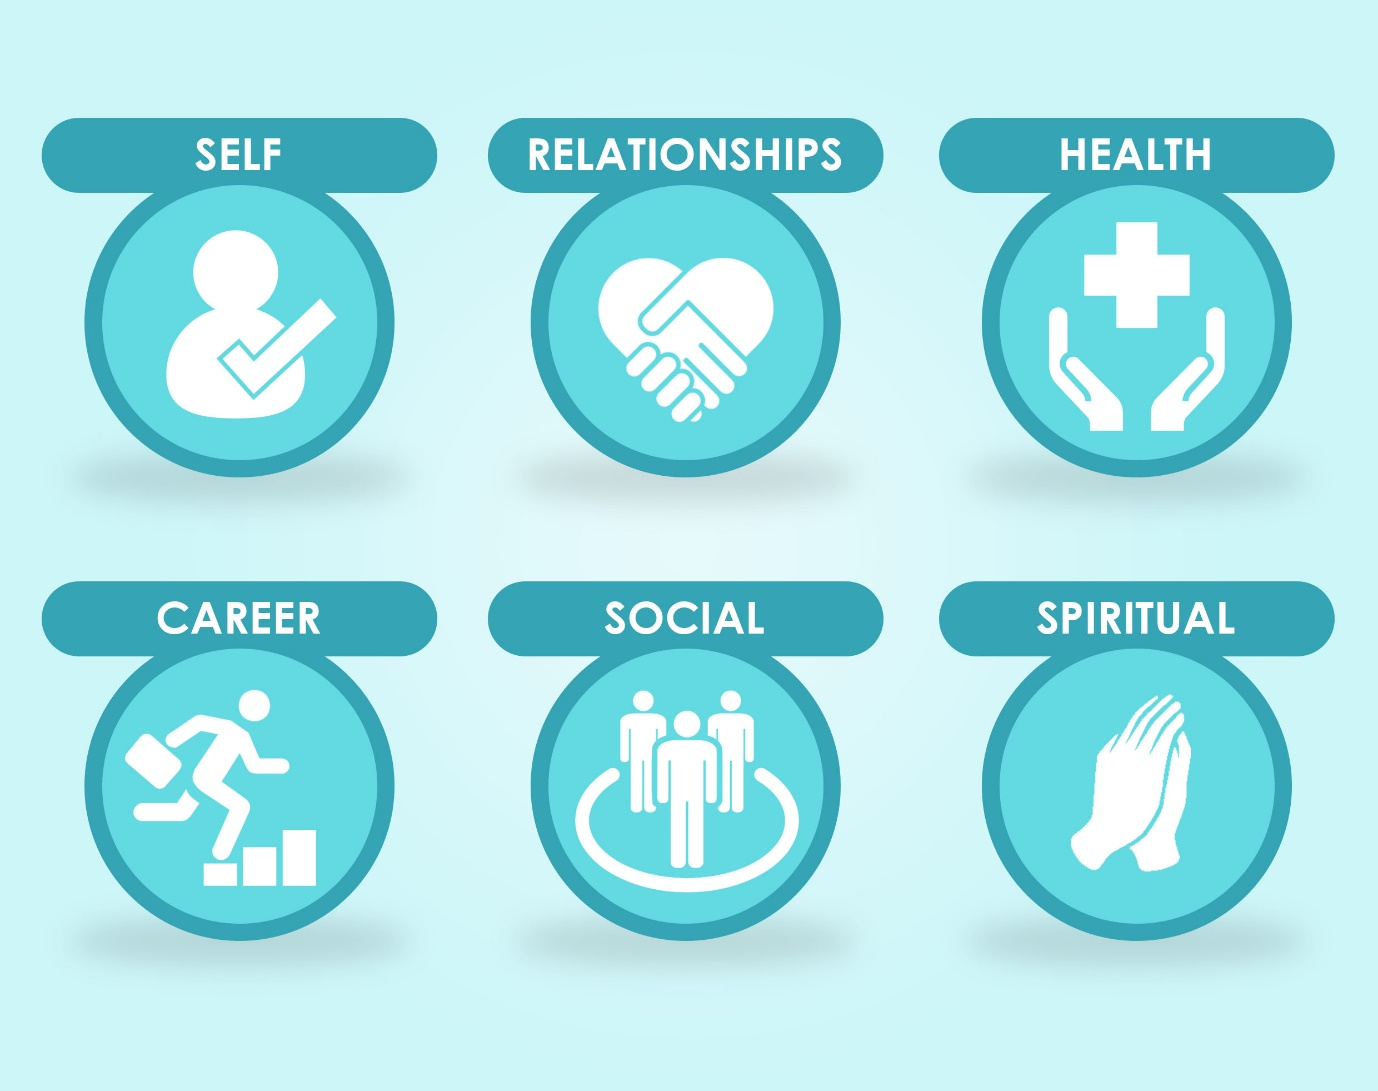 SELF
RELATIONSHIPS
HEALTH
CAREER
SOCIAL
SPIRITUAL